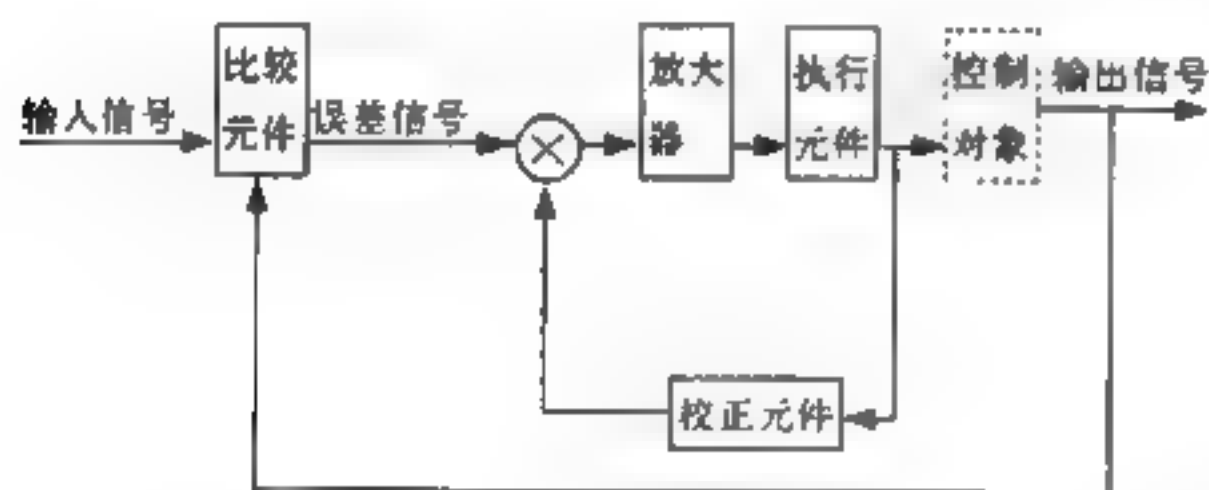 输人信号
比较
元件
误差信号
放大
器
执行
元件
控制
对象
输出信号
校正元件